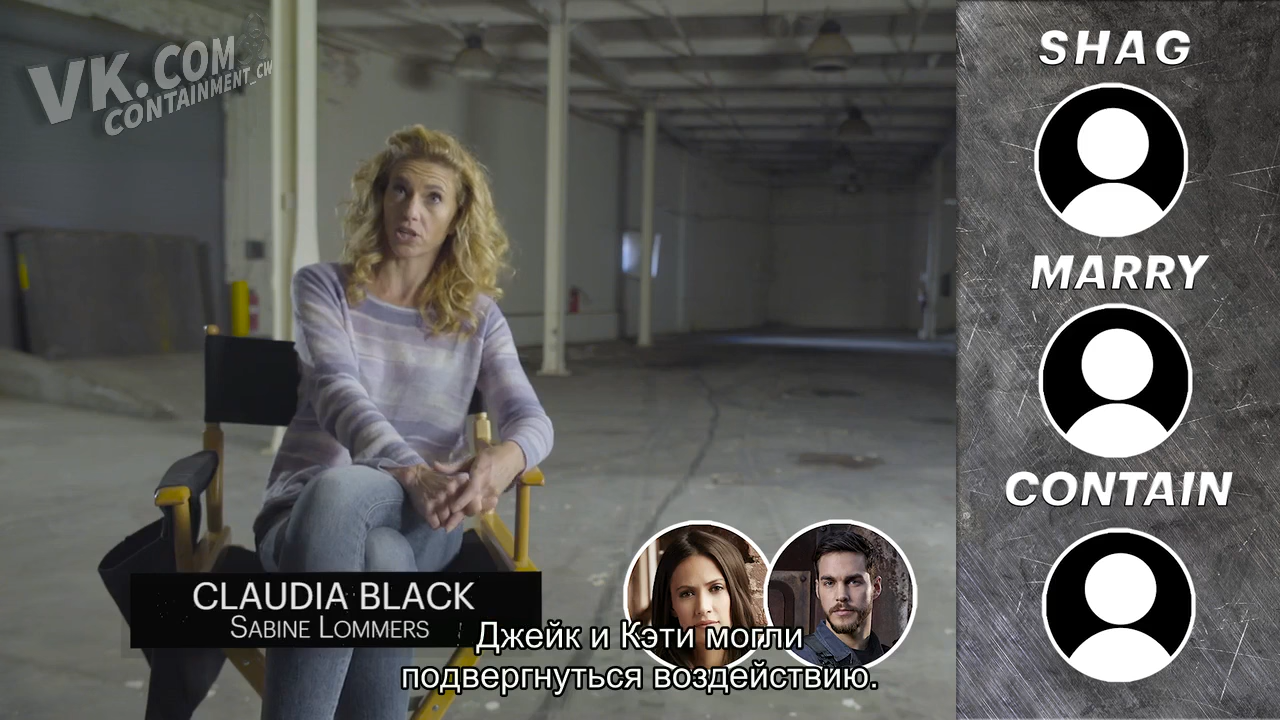 VK.COM
CONTAINMENT_CW
SHAG
MARRY
CONTAIN
CLAUDIA BLACK
SABINE LOMMERS
Джейк и Кэти могли
подвергнуться воздействию.